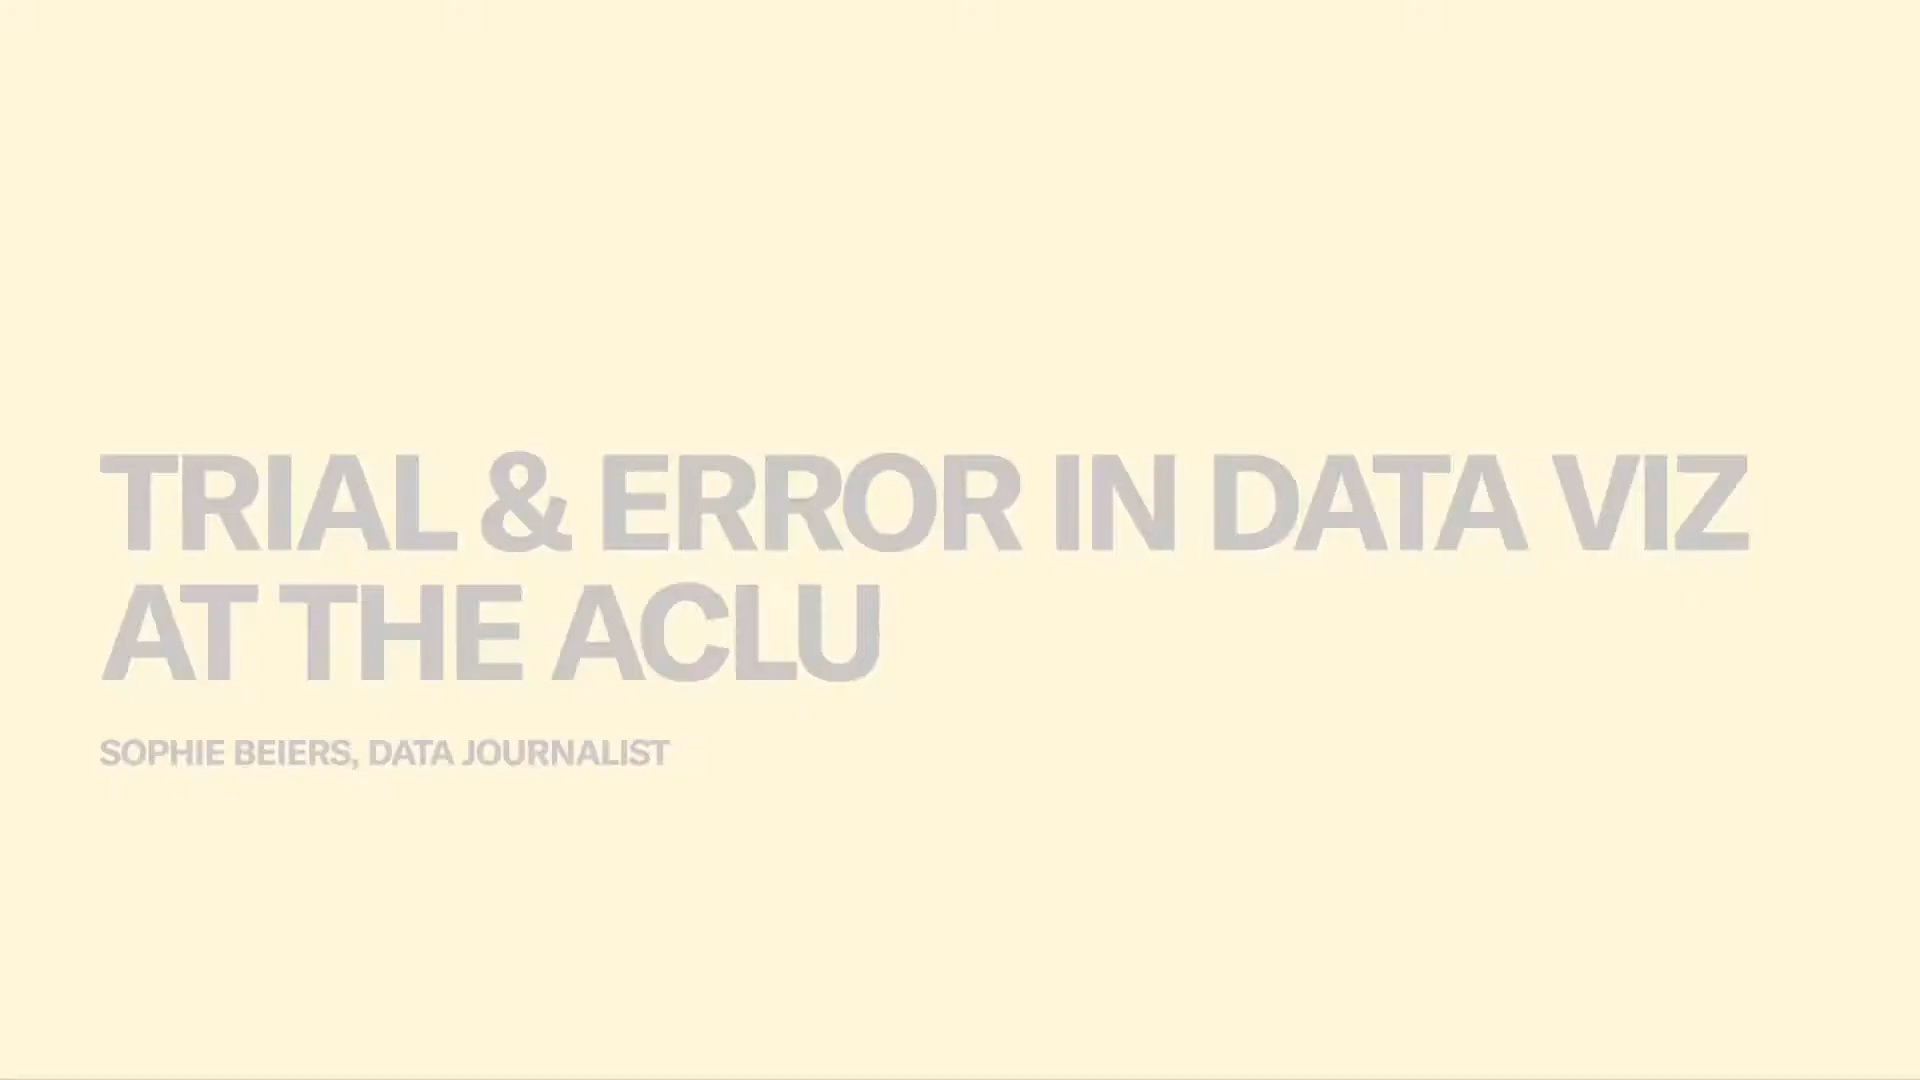 TRIAL & ERROR IN DATA VIZ
AT THE ACLU
SOPHIE BEIERS, DATA JOURNALIST